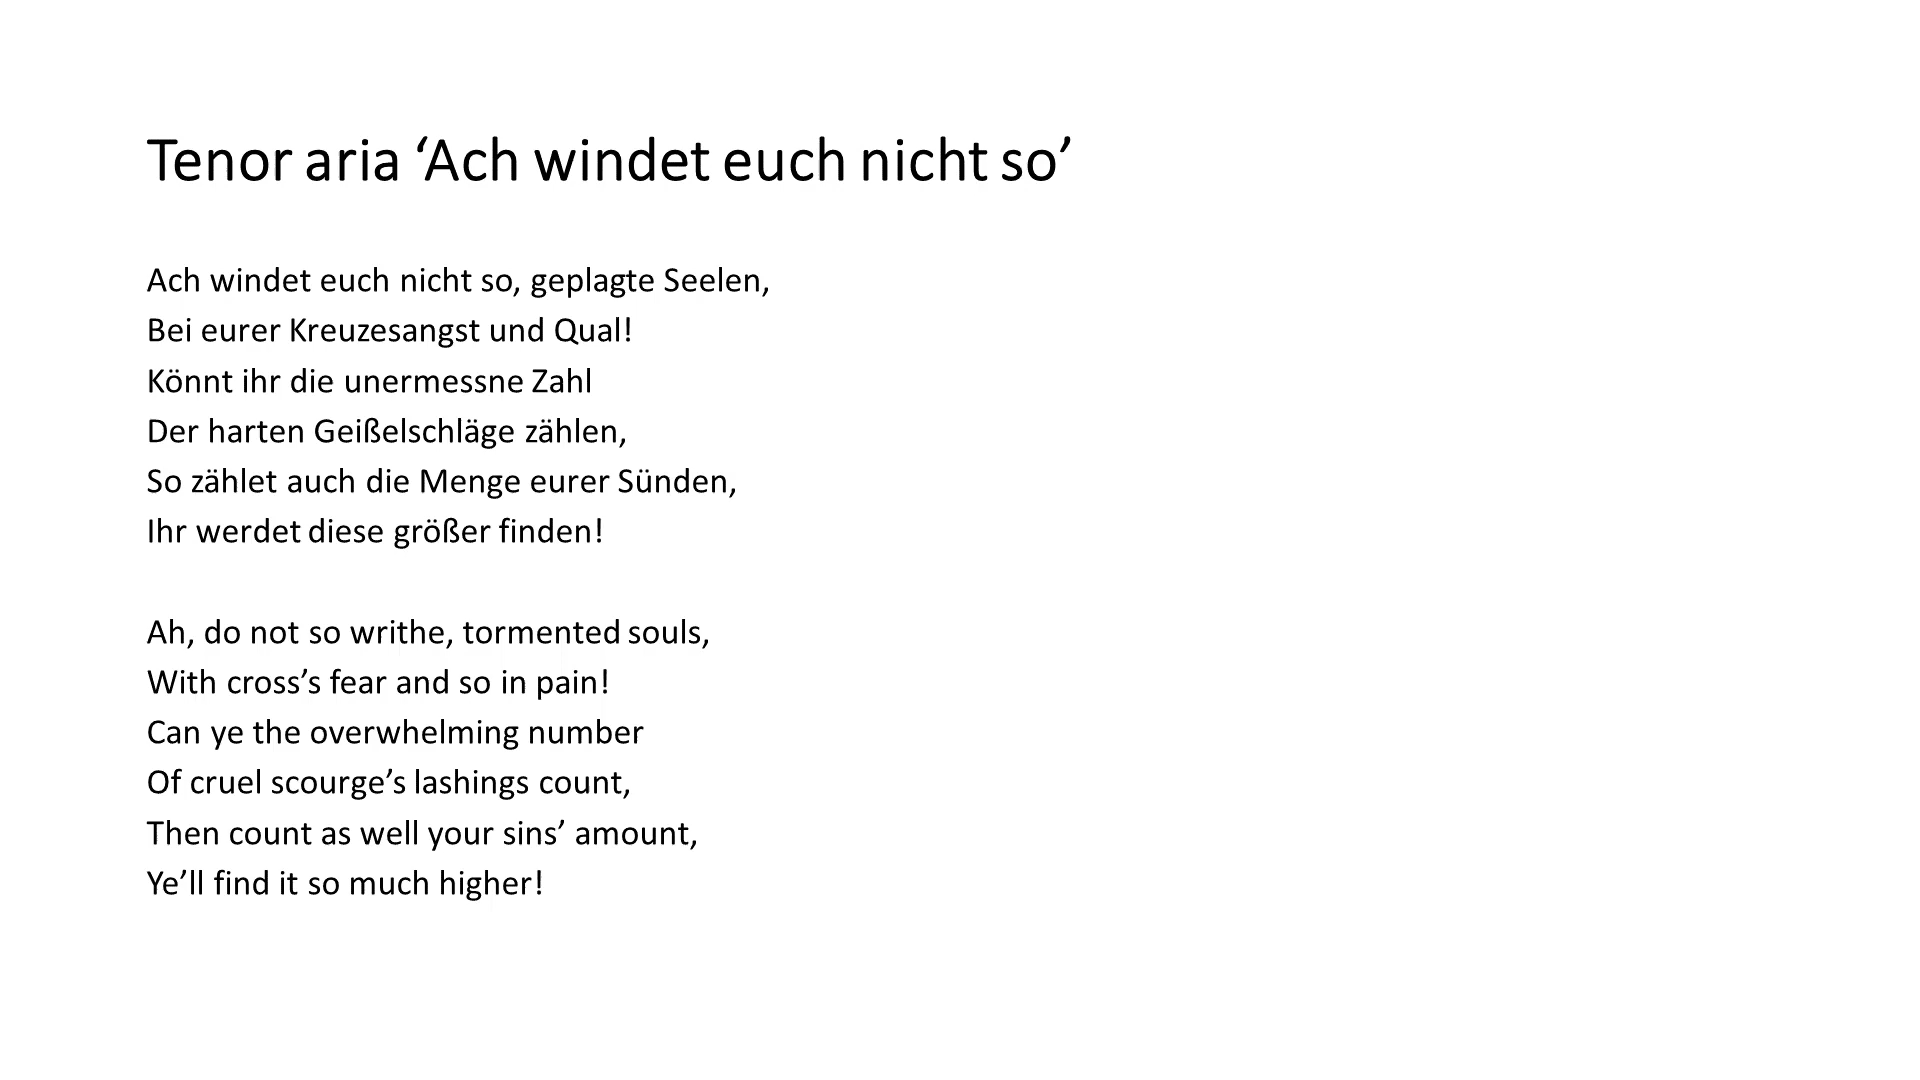 Tenor aria ‘Ach windet euch nicht so’
Ach windet euch nicht so, geplagte Seelen,
Bei eurer Kreuzesangst und Qual!
Könnt ihr die unermessne Zahl
Der harten Geißelschläge zählen,
So zählet auch die Menge eurer Sünden,
Ihr werdet diese größer finden!
Ah, do not so writhe, tormented souls,
With cross’s fear and so in pain!
Can ye the overwhelming number
Of cruel scourge’s lashings count,
Then count as well your sins’ amount,
Ye’ll find it so much higher!